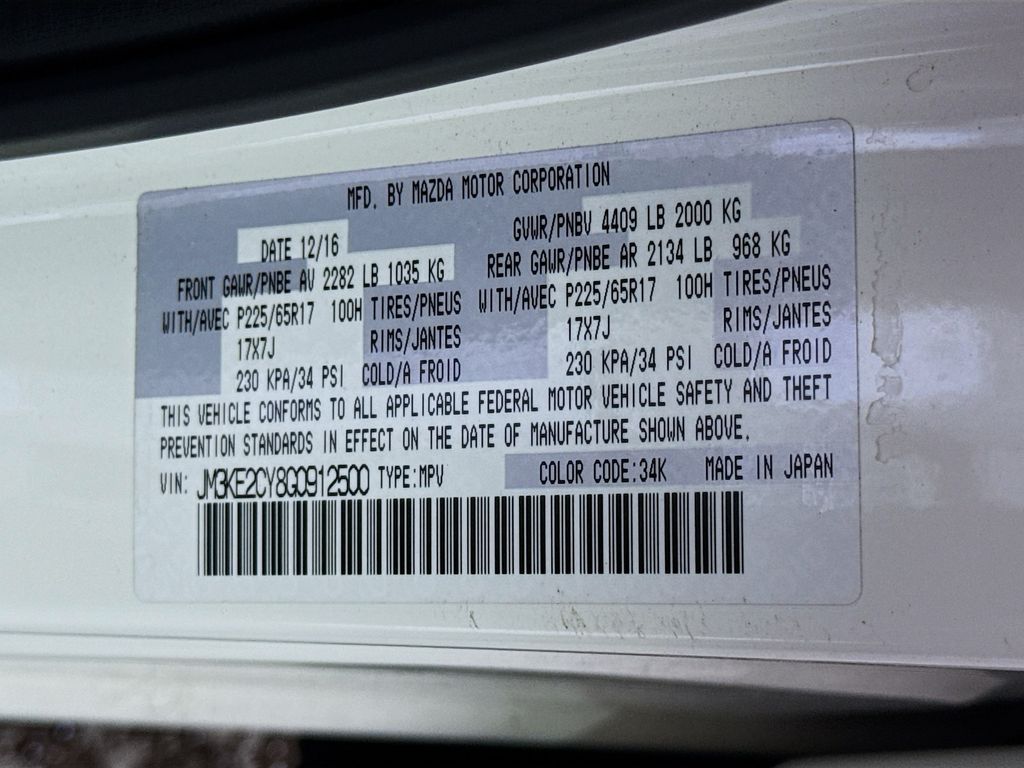 MFD. BY MAZDA MOTOR CORPORATION
DATE 12/16 GVWR/PNBV 4409 LB 2000 KG
FRONT GAWR/PNBE AV 2282 LB 1035 KG REAR GAWR/PNBE AR 2134 LB 968 KG
WITH/AVEC P225/65R17 100H TIRES/PNEUS WITH/AVEC P225/65R17 100H TIRES/PNEUS
17X7J RIMS/JANTES 17X7J RIMS/JANTES
230 KPA/34 PSI COLD/A FROID 230 KPA/34 PSI COLD/A FROID
THIS VEHICLE CONFORMS TO ALL APPLICABLE FEDERAL MOTOR VEHICLE SAFETY AND THEFT
PREVENTION STANDARDS IN EFFECT ON THE DATE OF MANUFACTURE SHOWN ABOVE.
VIN: JM3KE2CY8G0912500 TYPE:MPV COLOR CODE:34K MADE IN JAPAN